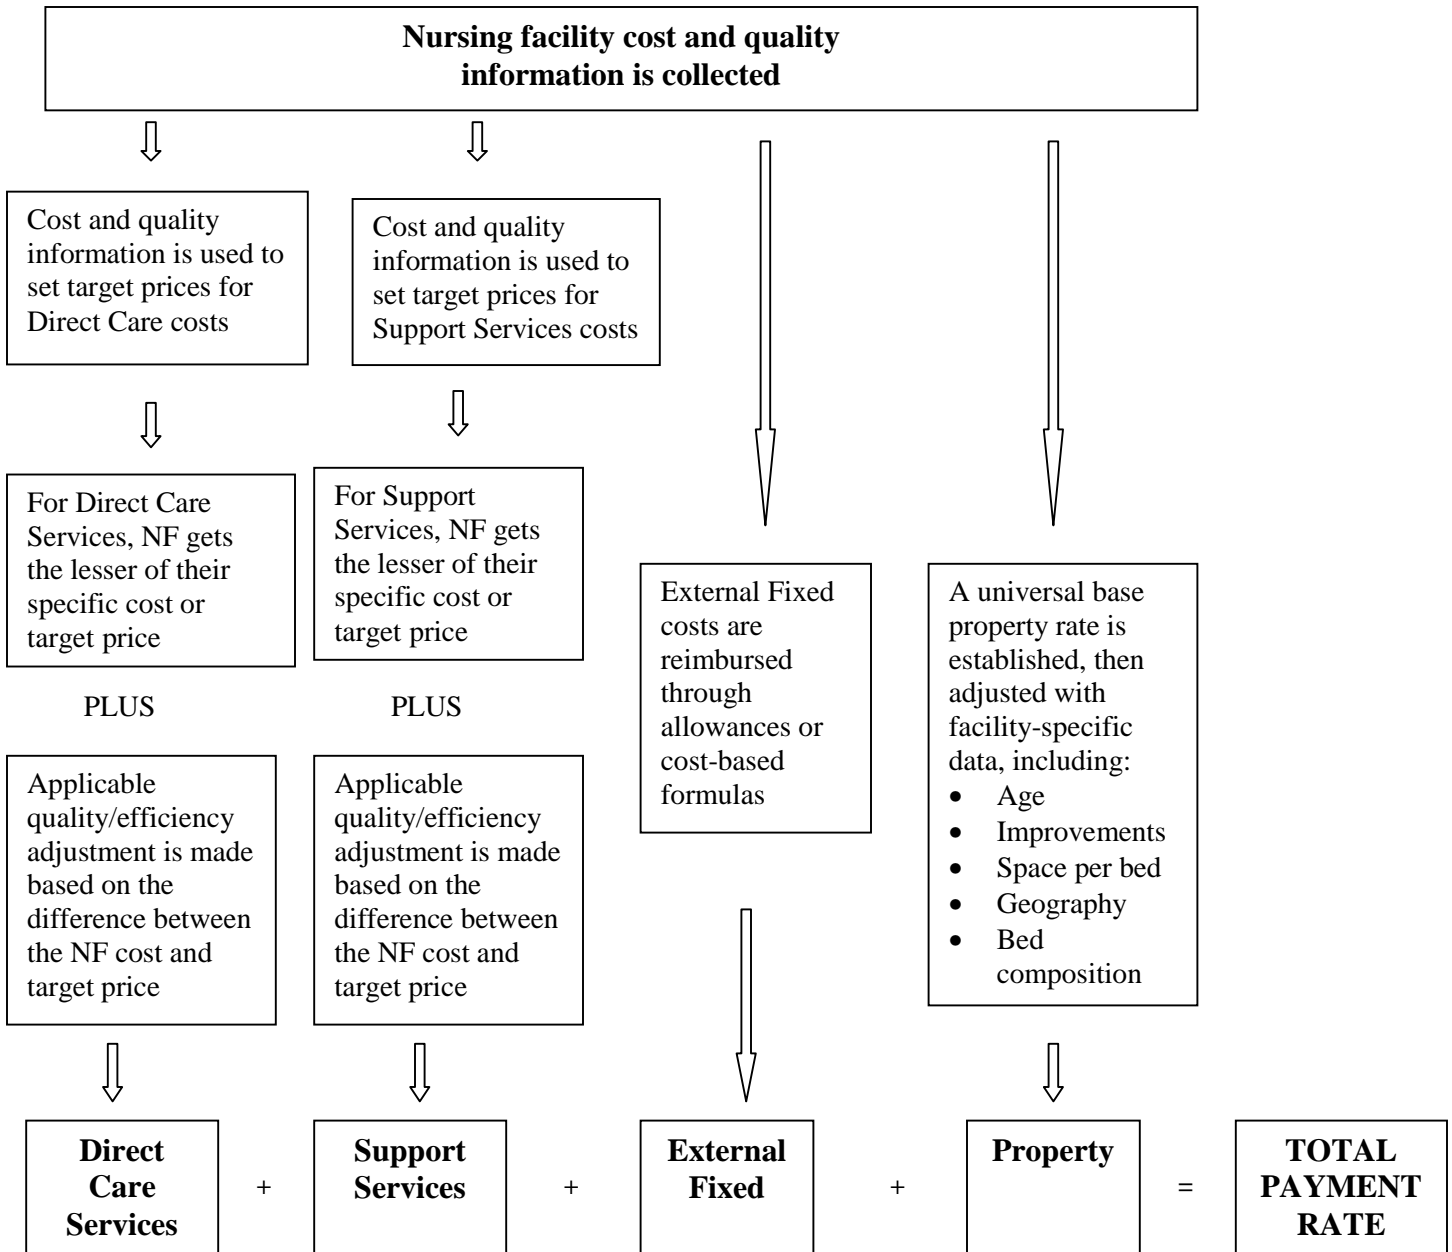 Nursing facility cost and quality
information is collected
Cost and quality
information is used to
set target prices for
Direct Care costs
Cost and quality
information is used to
set target prices for
Support Services costs
For Direct Care
Services, NF gets
the lesser of their
specific cost or
target price
For Support
Services, NF gets
the lesser of their
specific cost or
target price
External Fixed
costs are
reimbursed
through
allowances or
cost-based
formulas
A universal base
property rate is
established, then
adjusted with
facility-specific
data, including:
• Age
• Improvements
• Space per bed
• Geography
• Bed
composition
PLUS
PLUS
Applicable
quality/efficiency
adjustment is made
based on the
difference between
the NF cost and
target price
Applicable
quality/efficiency
adjustment is made
based on the
difference between
the NF cost and
target price
Direct
Care
Services
+
Support
Services
+
External
Fixed
+
Property
=
TOTAL
PAYMENT
RATE